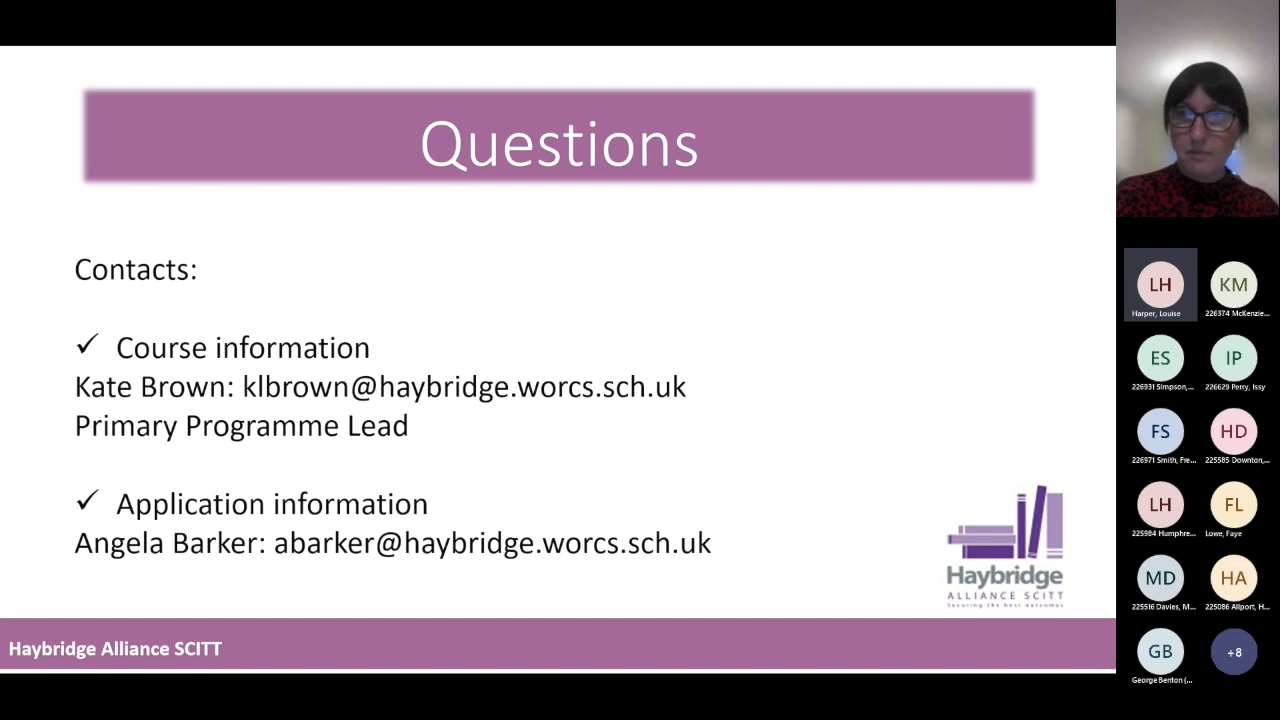 Questions
Contacts:
✓ Course information
Kate Brown: klbrown@haybridge.worcs.sch.uk
Primary Programme Lead
✓ Application information
Angela Barker: abarker@haybridge.worcs.sch.uk
Haybridge
ALLIANCE SCITT
Securing the best outcomes
Haybridge Alliance SCITT
LH KM
Harper, Louise 226374 McKenzie...
ES IP
226931 Simpson,... 226629 Perry, Issy
FS HD
226971 Smith, Fre... 225585 Downton,...
LH FL
225984 Humphre... Lowe, Faye
MD HA
225516 Davies, M... 225086 Allport, H...
GB +8
George Benton (...